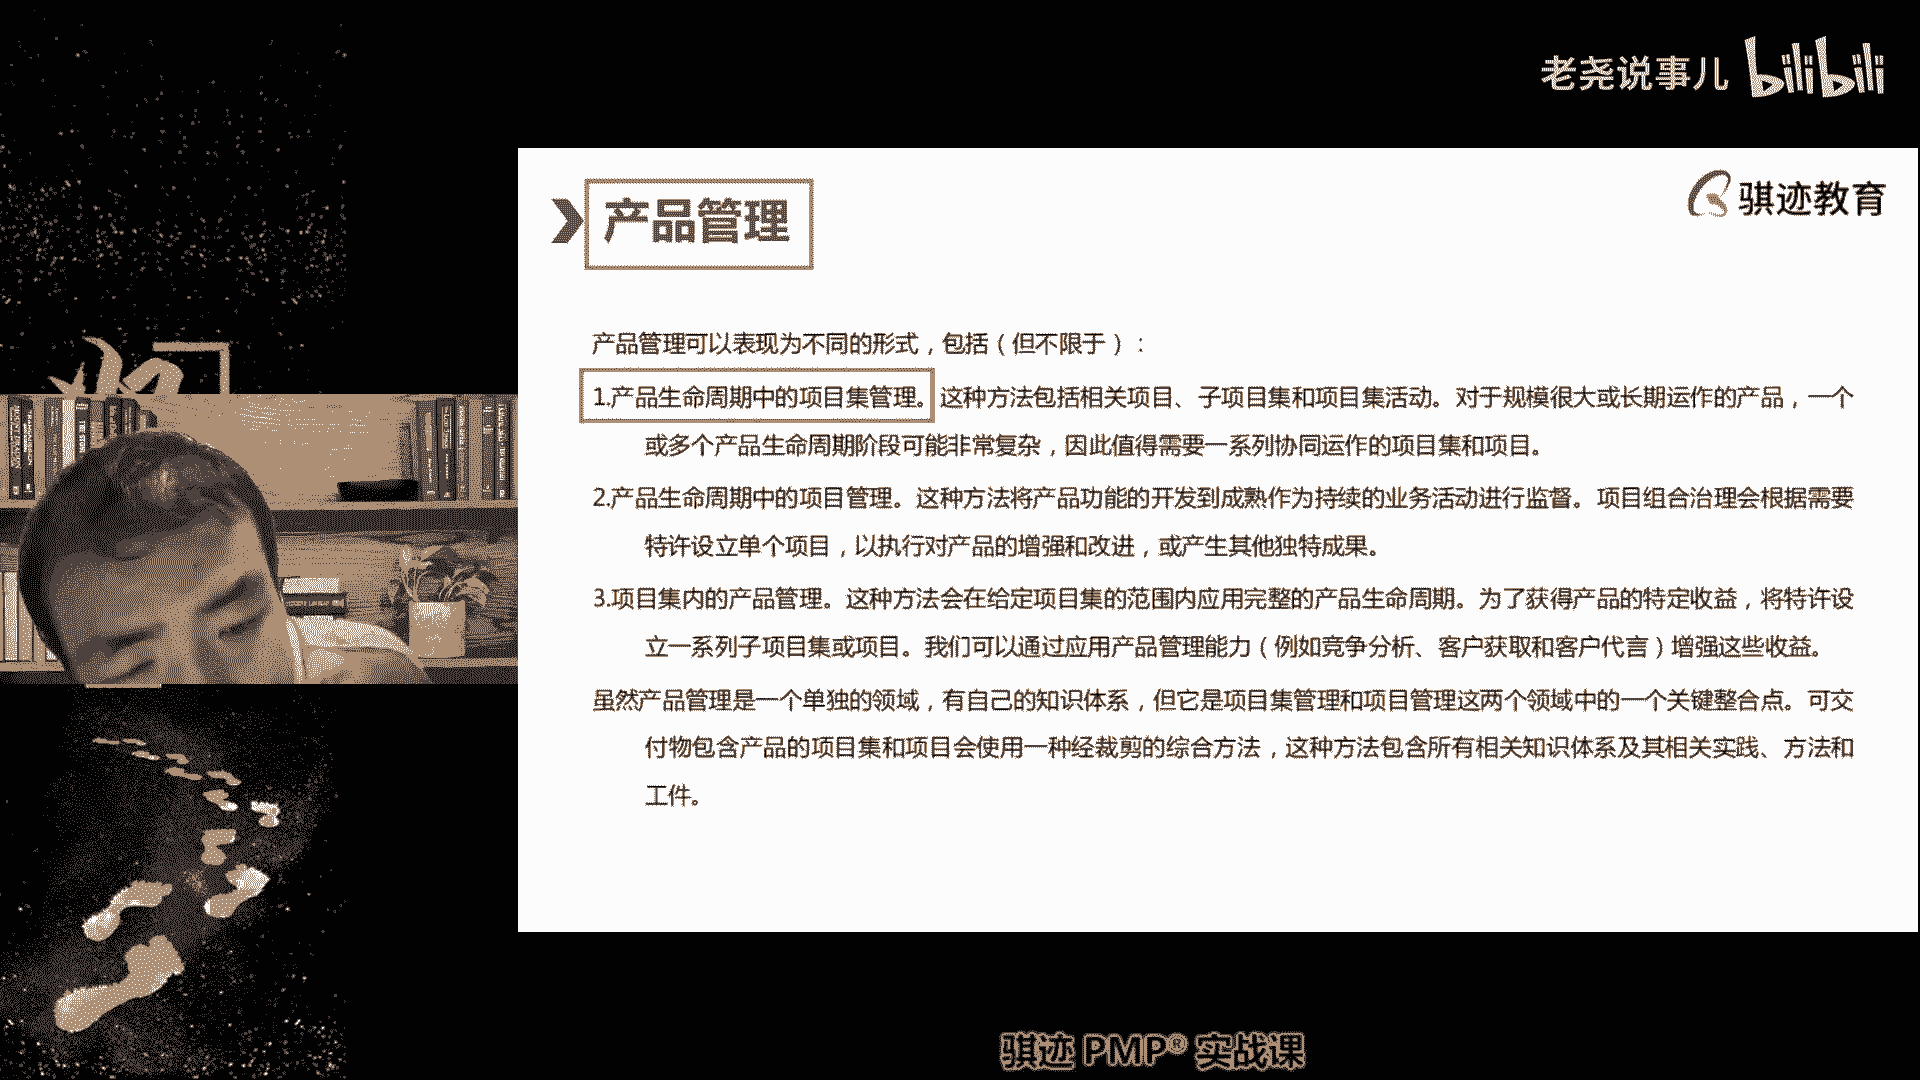 老尧说事儿 bilibili
骐迹教育
产品管理
产品管理可以表现为不同的形式，包括（但不限于）：
1.产品生命周期中的项目集管理。这种方法包括相关项目、子项目集和项目集活动。对于规模很大或长期运作的产品，一个
或多个产品生命周期阶段可能非常复杂，因此值得需要一系列协同运作的项目集和项目。
2.产品生命周期中的项目管理。这种方法将产品功能的开发到成熟作为持续的业务活动进行监督。项目组合治理会根据需要
特许设立单个项目，以执行对产品的增强和改进，或产生其他独特成果。
3.项目集内的产品管理。这种方法会在给定项目集的范围内应用完整的产品生命周期。为了获得产品的特定收益，将特许设
立一系列子项目集或项目。我们可以通过应用产品管理能力（例如竞争分析、客户获取和客户代言）增强这些收益。
虽然产品管理是一个单独的领域，有自己的知识体系，但它是项目集管理和项目管理这两个领域中的一个关键整合点。可交
付物包含产品的项目集和项目会使用一种经裁剪的综合方法，这种方法包含所有相关知识体系及其相关实践、方法和
工件。
骐迹 PMP® 实战课